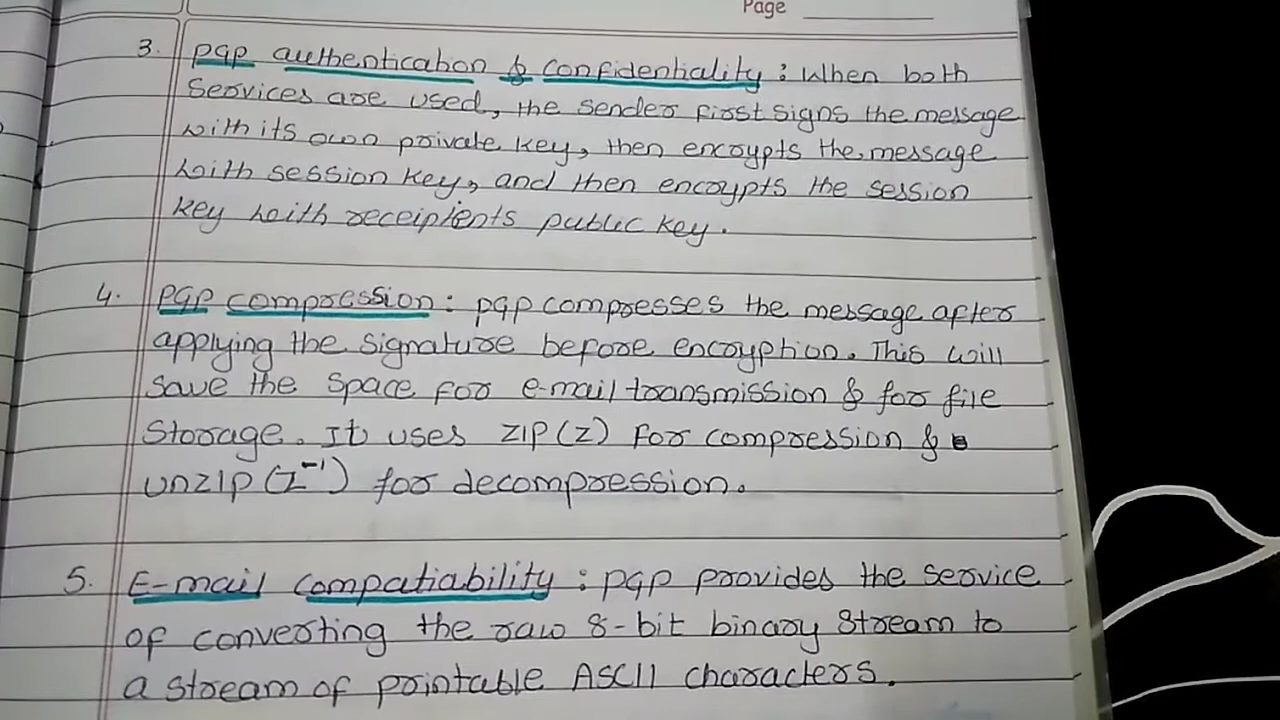 Page
3. PGP authentication & confidentiality : When both
services are used, the sender first signs the message
with its own private key, then encrypts the message
with session key, and then encrypts the session
key with receipients public key.
4. PGP compression : PGP compresses the message after
applying the signature before encryption. This will
save the space for e-mail transmission & for file
storage. It uses ZIP (Z) for compression &
UNZIP (Z⁻¹) for decompression.
5. E-mail compatiability : PGP provides the service
of converting the raw 8-bit binary stream to
a stream of printable ASCII characters.